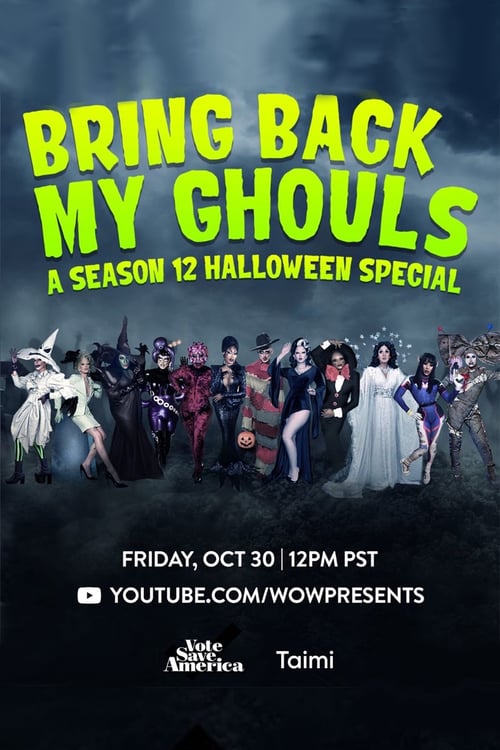 BRING BACK
MY GHOULS
A SEASON 12 HALLOWEEN SPECIAL
FRIDAY, OCT 30 | 12PM PST
YOUTUBE.COM/WOWPRESENTS
Vote
Save
America
Taimi